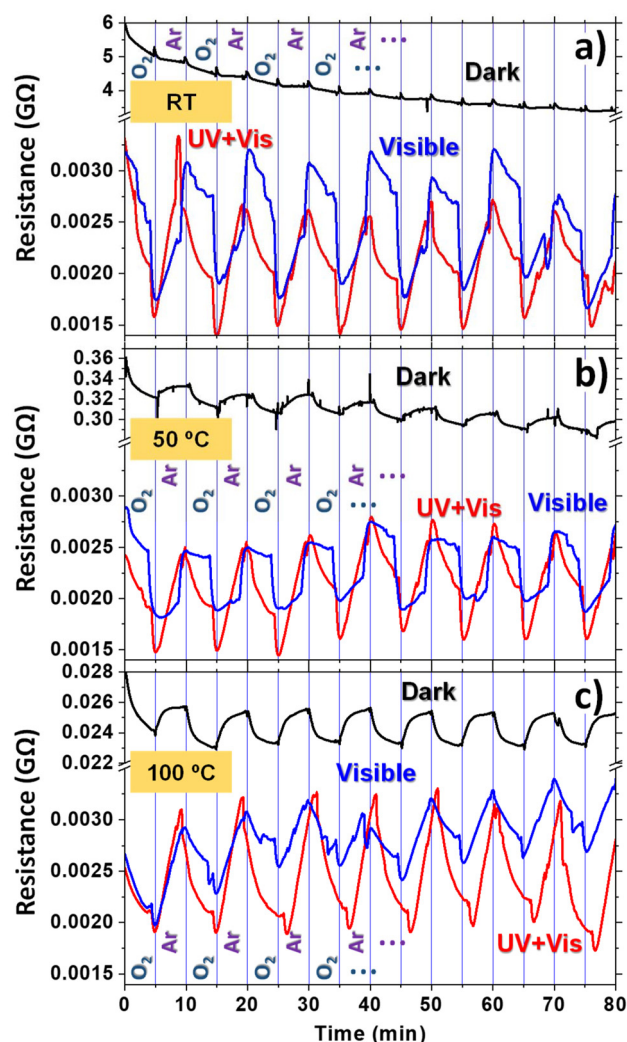 6
5
4
Ar Ar Ar Ar ...
O2 O2 O2 O2 ...
a)
Dark
RT
UV+Vis
Visible
Resistance (GΩ)
0.0030
0.0025
0.0020
0.0015
0.36
0.34
0.32
0.30
Dark
b)
50 ºC
Ar Ar Ar Ar ...
O2 O2 O2 O2 ...
UV+Vis
Visible
Resistance (GΩ)
0.0030
0.0025
0.0020
0.0015
0.028
0.026
0.024
0.022
Dark
c)
100 ºC
Visible
Resistance (GΩ)
0.0030
0.0025
0.0020
0.0015
Ar Ar Ar Ar ...
O2 O2 O2 O2 ...
UV+Vis
0 10 20 30 40 50 60 70 80
Time (min)